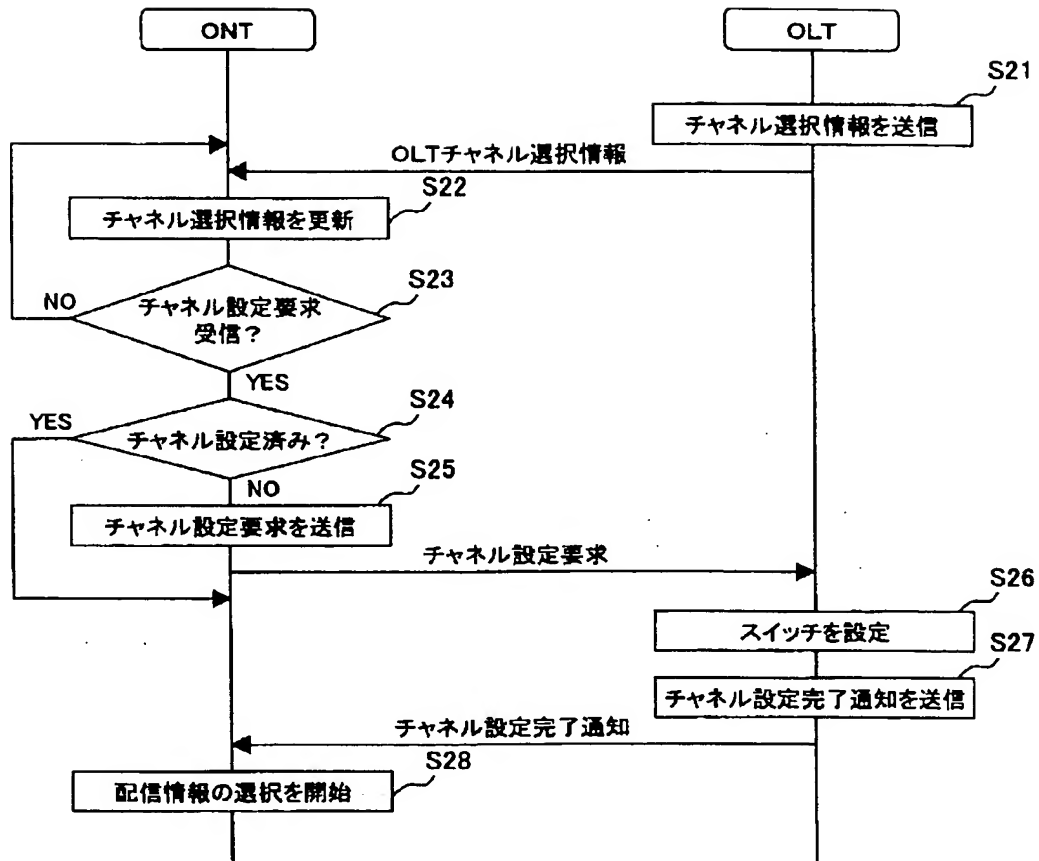 ONT
OLT
S21
チャネル選択情報を送信
OLTチャネル選択情報
S22
チャネル選択情報を更新
S23
NO
チャネル設定要求
受信？
YES
S24
YES
チャネル設定済み？
NO
S25
チャネル設定要求を送信
チャネル設定要求
S26
スイッチを設定
S27
チャネル設定完了通知を送信
チャネル設定完了通知
S28
配信情報の選択を開始